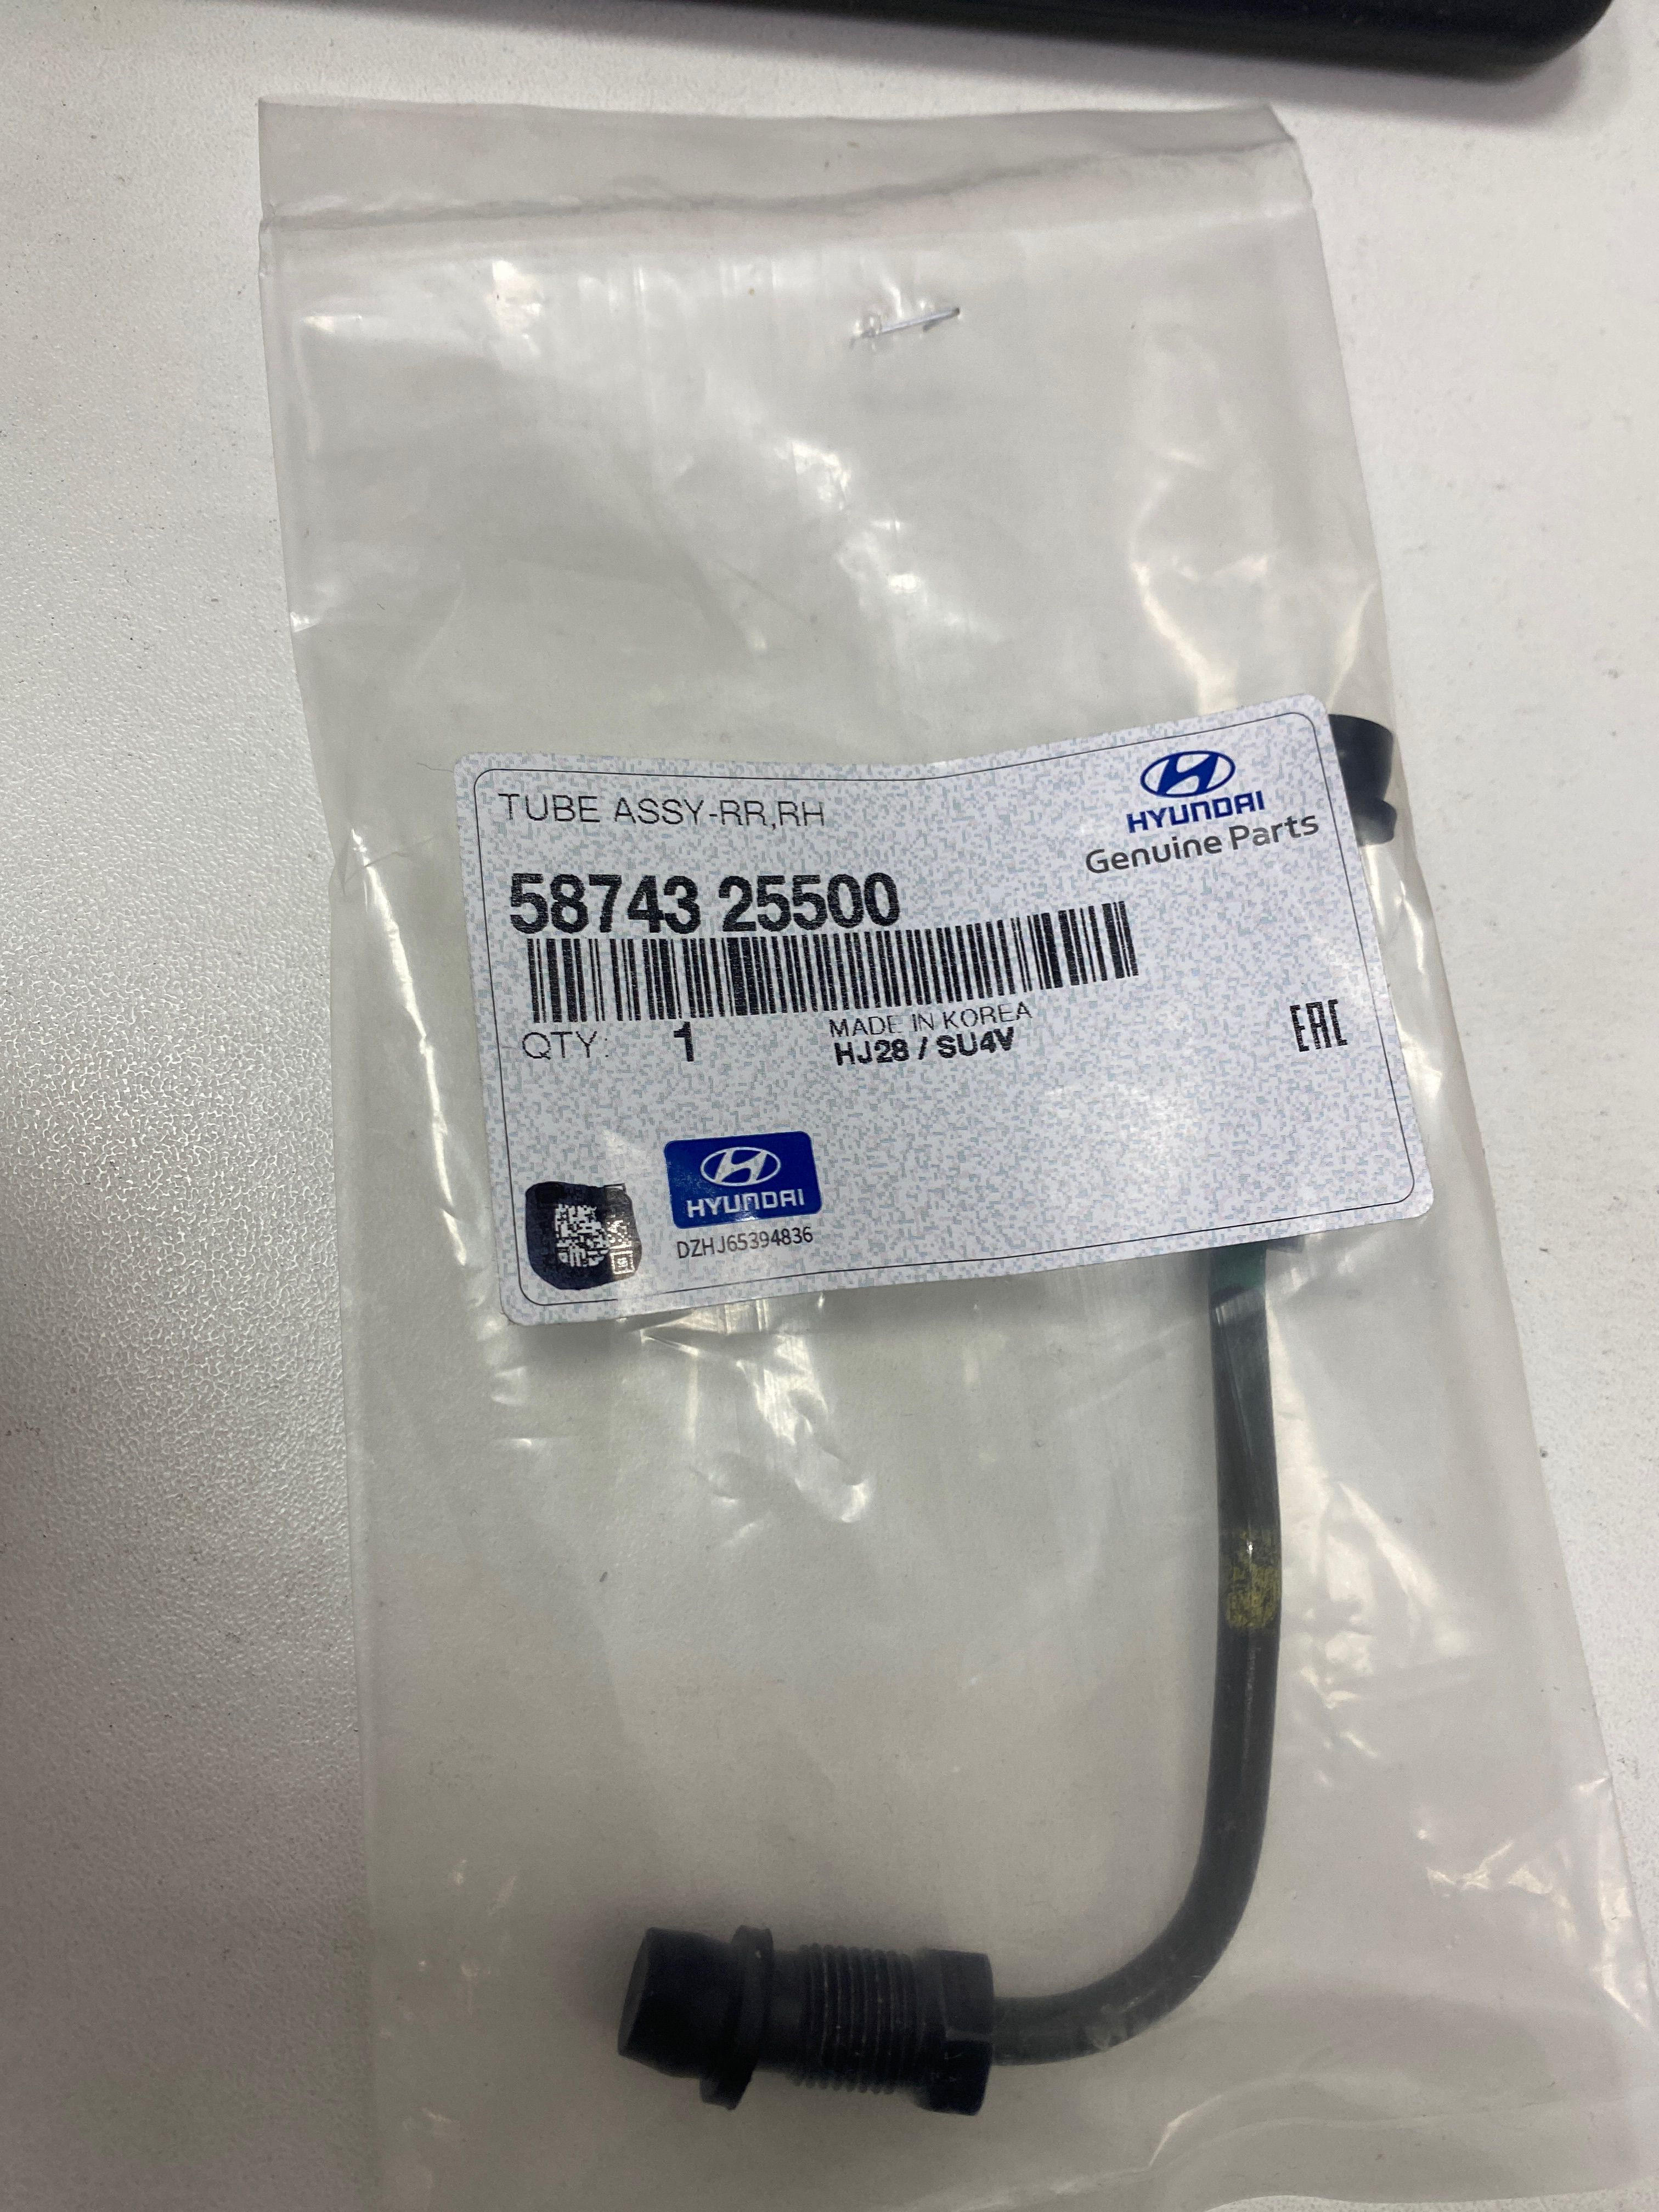 TUBE ASSY-RR,RH
HYUNDAI
Genuine Parts
58743 25500
QTY: 1
MADE IN KOREA
HJ28 / SU4V
EAC
HYUNDAI
DZHJ65394836